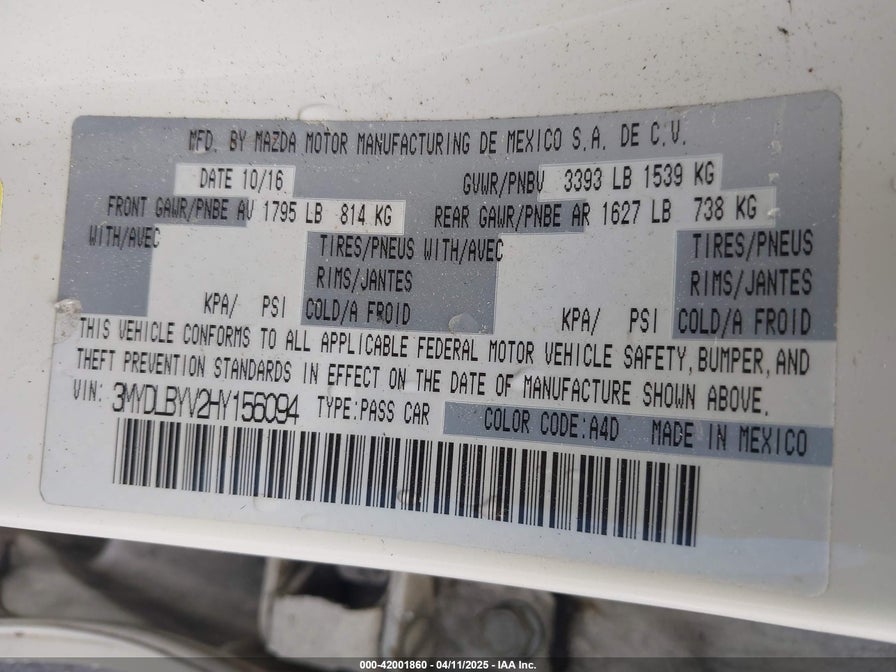 MFD. BY MAZDA MOTOR MANUFACTURING DE MEXICO S.A. DE C.V.
DATE 10/16 GVWR/PNBV 3393 LB 1539 KG
FRONT GAWR/PNBE AV 1795 LB 814 KG REAR GAWR/PNBE AR 1627 LB 738 KG
WITH/AVEC TIRES/PNEUS WITH/AVEC TIRES/PNEUS
RIMS/JANTES RIMS/JANTES
KPA/ PSI COLD/A FROID KPA/ PSI COLD/A FROID
THIS VEHICLE CONFORMS TO ALL APPLICABLE FEDERAL MOTOR VEHICLE SAFETY, BUMPER, AND
THEFT PREVENTION STANDARDS IN EFFECT ON THE DATE OF MANUFACTURE SHOWN ABOVE.
VIN: 3MYDLBYV2HY156094 TYPE:PASS CAR COLOR CODE:A4D MADE IN MEXICO
000-42001860 - 04/11/2025 - IAA Inc.